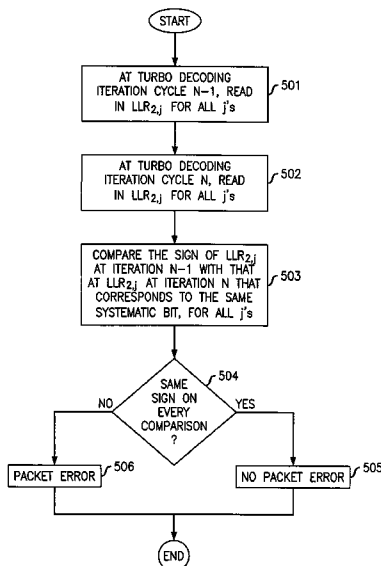 START
AT TURBO DECODING
ITERATION CYCLE N-1, READ
IN LLR2,j FOR ALL j's
501
AT TURBO DECODING
ITERATION CYCLE N, READ
IN LLR2,j FOR ALL j's
502
COMPARE THE SIGN OF LLR2,j
AT ITERATION N-1 WITH THAT
AT LLR2,j AT ITERATION N THAT
CORRESPONDS TO THE SAME
SYSTEMATIC BIT, FOR ALL j's
503
504
SAME
SIGN ON
EVERY
COMPARISON
?
NO
YES
PACKET ERROR
506
NO PACKET ERROR
505
END